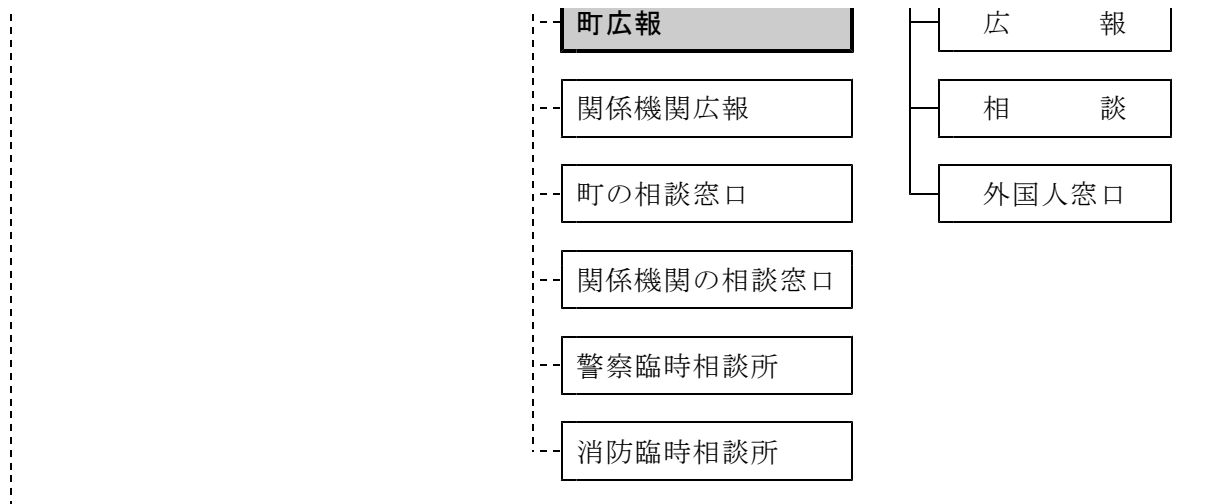 町広報
広報
関係機関広報
相談
町の相談窓口
外国人窓口
関係機関の相談窓口
警察臨時相談所
消防臨時相談所